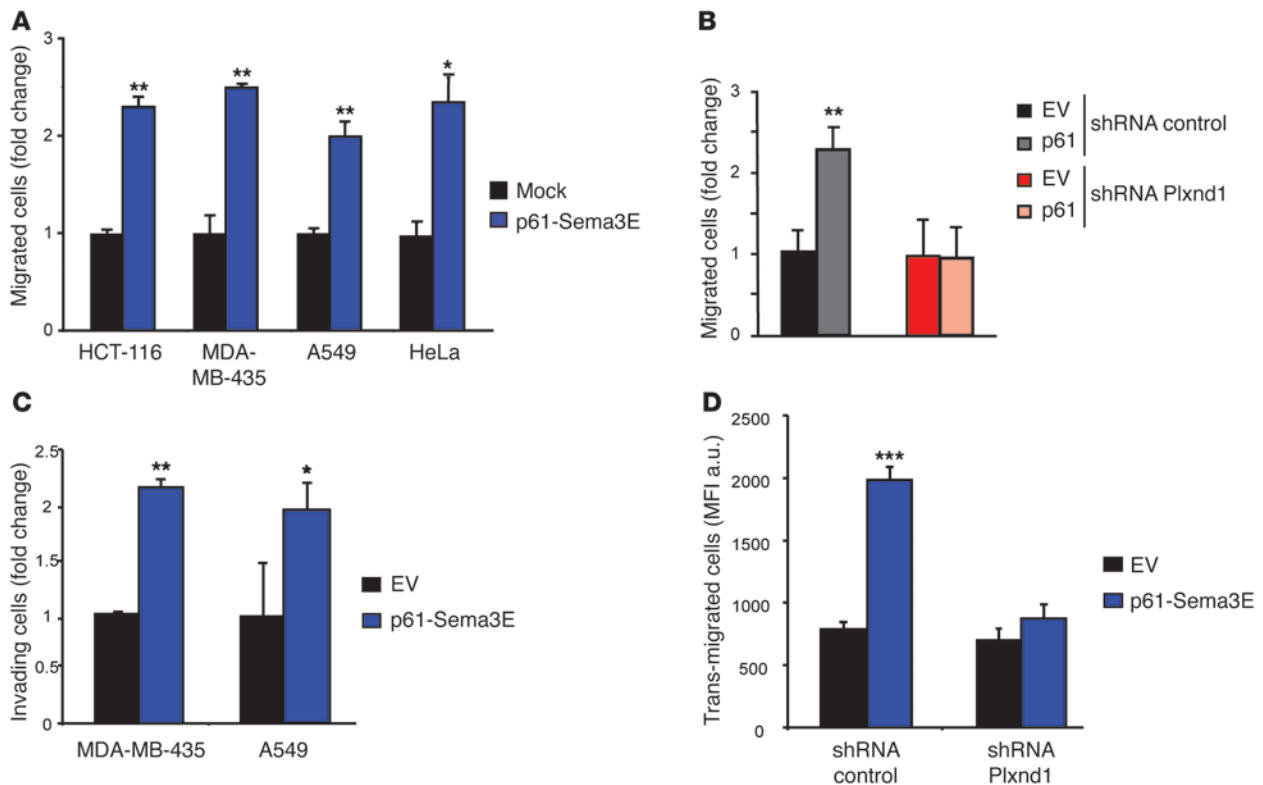 A
Migrated cells (fold change)
3
2
1
0
**
**
**
*
HCT-116
MDA-
MB-435
A549
HeLa
Mock
p61-Sema3E
B
Migrated cells (fold change)
3
2
1
0
**
EV
p61
shRNA control
EV
p61
shRNA Plxnd1
C
Invading cells (fold change)
2.5
2
1.5
1
0.5
0
**
*
MDA-MB-435
A549
EV
p61-Sema3E
D
Trans-migrated cells (MFI a.u.)
2500
2000
1500
1000
500
0
***
shRNA
control
shRNA
Plxnd1
EV
p61-Sema3E